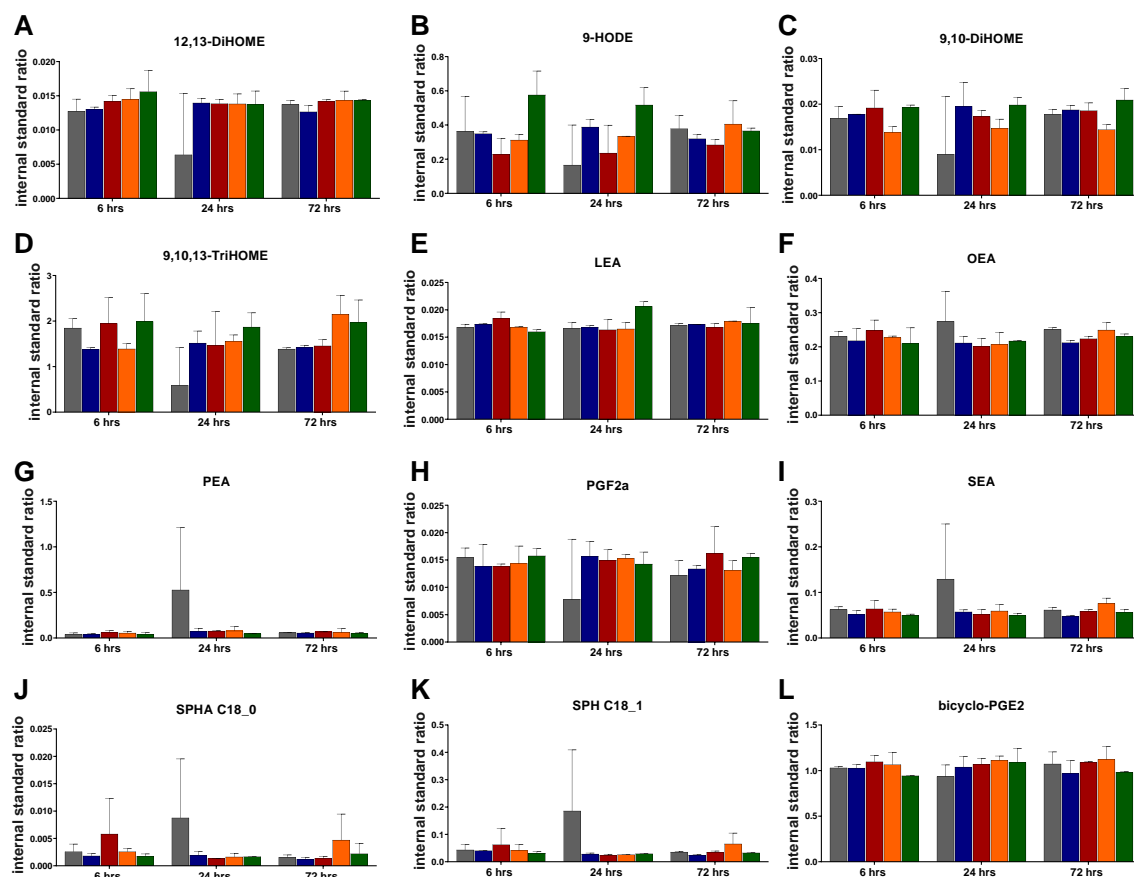 A
12,13-DiHOME
internal standard ratio
0.020
0.015
0.010
0.005
0.000
6 hrs
24 hrs
72 hrs
B
9-HODE
internal standard ratio
0.8
0.6
0.4
0.2
0.0
6 hrs
24 hrs
72 hrs
C
9,10-DiHOME
internal standard ratio
0.03
0.02
0.01
0.00
6 hrs
24 hrs
72 hrs
D
9,10,13-TriHOME
internal standard ratio
3
2
1
0
6 hrs
24 hrs
72 hrs
E
LEA
internal standard ratio
0.025
0.020
0.015
0.010
0.005
0.000
6 hrs
24 hrs
72 hrs
F
OEA
internal standard ratio
0.4
0.3
0.2
0.1
0.0
6 hrs
24 hrs
72 hrs
G
PEA
internal standard ratio
1.5
1.0
0.5
0.0
6 hrs
24 hrs
72 hrs
H
PGF2a
internal standard ratio
0.025
0.020
0.015
0.010
0.005
0.000
6 hrs
24 hrs
72 hrs
I
SEA
internal standard ratio
0.4
0.3
0.2
0.1
0.0
6 hrs
24 hrs
72 hrs
J
SPHA C18_0
internal standard ratio
0.025
0.020
0.015
0.010
0.005
0.000
6 hrs
24 hrs
72 hrs
K
SPH C18_1
internal standard ratio
0.5
0.4
0.3
0.2
0.1
0.0
6 hrs
24 hrs
72 hrs
L
bicyclo-PGE2
internal standard ratio
2.0
1.5
1.0
0.5
0.0
6 hrs
24 hrs
72 hrs